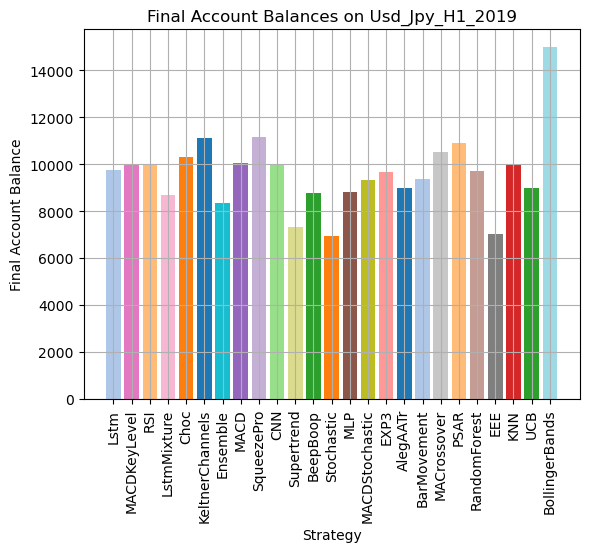 Final Account Balances on Usd_Jpy_H1_2019
Final Account Balance
14000
12000
10000
8000
6000
4000
2000
0
Lstm
MACDKeyLevel
RSI
LstmMixture
Choc
KeltnerChannels
Ensemble
MACD
SqueezePro
CNN
Supertrend
BeepBoop
Stochastic
MLP
MACDStochastic
EXP3
AlegAATr
BarMovement
MACrossover
PSAR
RandomForest
EEE
KNN
UCB
BollingerBands
Strategy